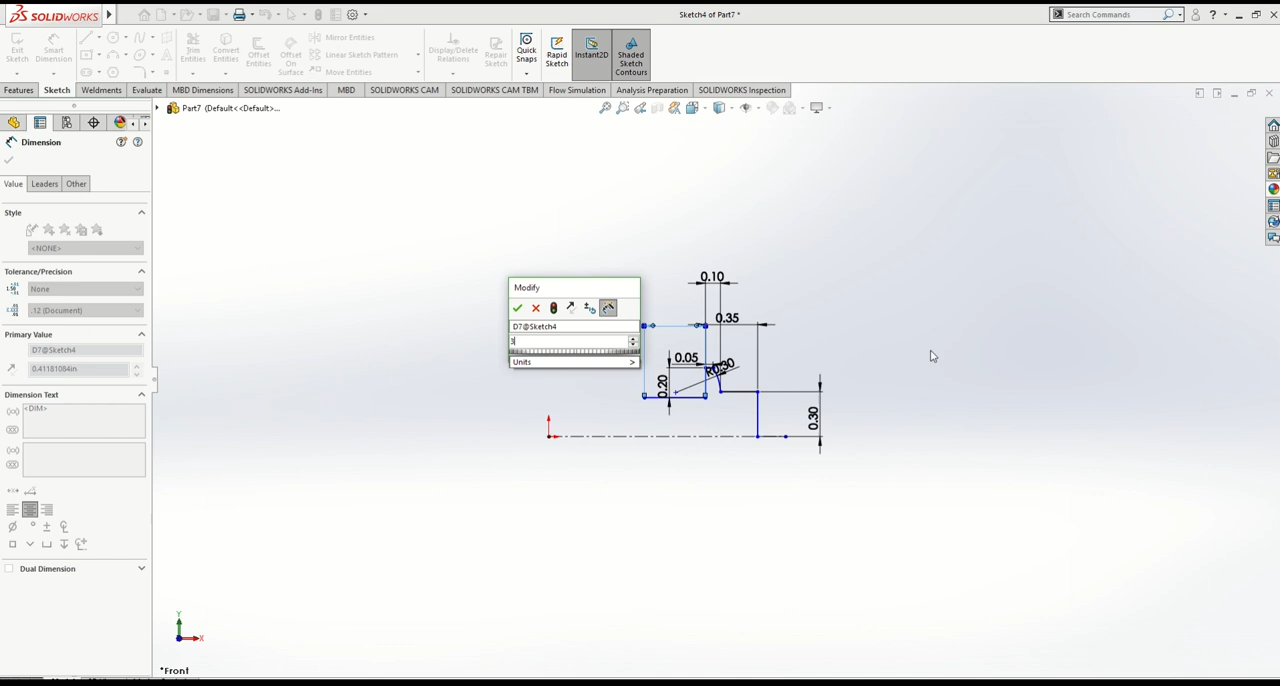 SOLIDWORKS
Sketch4 of Part7 *
Search Commands
?
Exit Sketch
Smart Dimension
Trim Entities
Convert Entities
Offset Entities
Offset On Surface
Mirror Entities
Linear Sketch Pattern
Move Entities
Display/Delete Relations
Repair Sketch
Quick Snaps
Rapid Sketch
Instant2D
Shaded Sketch Contours
Features
Sketch
Weldments
Evaluate
MBD Dimensions
SOLIDWORKS Add-Ins
MBD
SOLIDWORKS CAM
SOLIDWORKS CAM TBM
Flow Simulation
Analysis Preparation
SOLIDWORKS Inspection
Part7 (Default<<Default>...
Dimension
Value
Leaders
Other
Style
<NONE>
Tolerance/Precision
None
.12 (Document)
Primary Value
D7@Sketch4
0.41181084in
Dimension Text
<DIM>
Dual Dimension
Modify
D7@Sketch4
3
Units
0.10
0.35
0.05
R0.30
0.20
0.30
Y
X
*Front